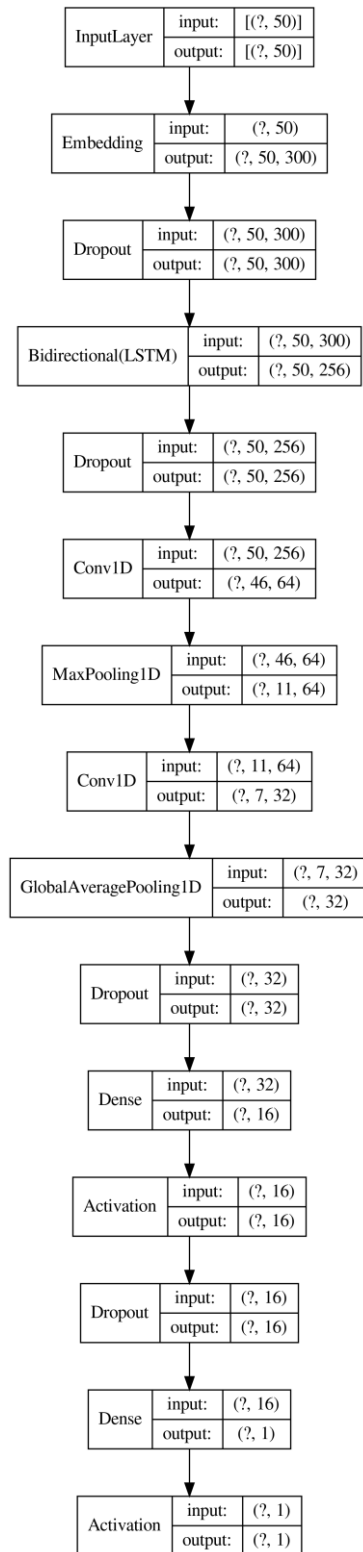 InputLayer
input: [(?, 50)]
output: [(?, 50)]
Embedding
input: (?, 50)
output: (?, 50, 300)
Dropout
input: (?, 50, 300)
output: (?, 50, 300)
Bidirectional(LSTM)
input: (?, 50, 300)
output: (?, 50, 256)
Dropout
input: (?, 50, 256)
output: (?, 50, 256)
Conv1D
input: (?, 50, 256)
output: (?, 46, 64)
MaxPooling1D
input: (?, 46, 64)
output: (?, 11, 64)
Conv1D
input: (?, 11, 64)
output: (?, 7, 32)
GlobalAveragePooling1D
input: (?, 7, 32)
output: (?, 32)
Dropout
input: (?, 32)
output: (?, 32)
Dense
input: (?, 32)
output: (?, 16)
Activation
input: (?, 16)
output: (?, 16)
Dropout
input: (?, 16)
output: (?, 16)
Dense
input: (?, 16)
output: (?, 1)
Activation
input: (?, 1)
output: (?, 1)